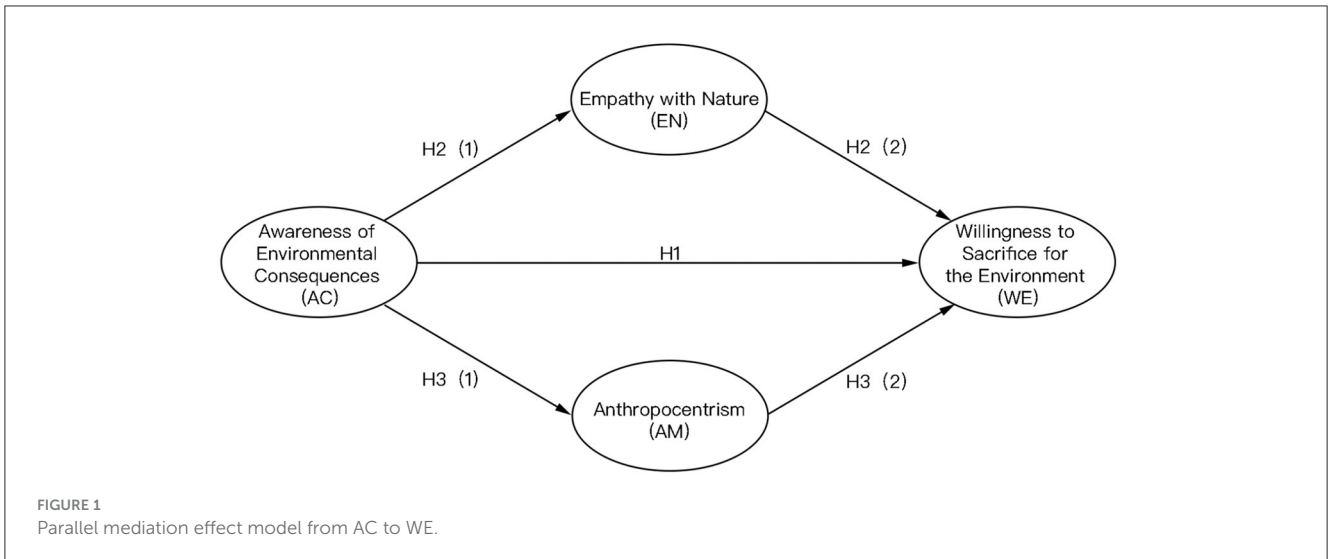 Empathy with Nature
(EN)
H2 (1)
H2 (2)
Awareness of
Environmental
Consequences
(AC)
H1
Willingness to
Sacrifice for
the Environment
(WE)
H3 (1)
H3 (2)
Anthropocentrism
(AM)
FIGURE 1
Parallel mediation effect model from AC to WE.